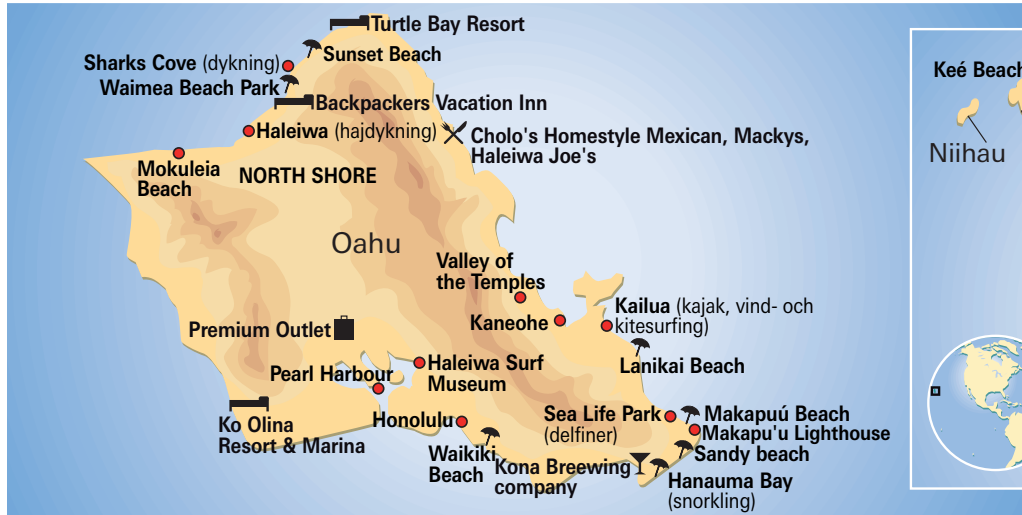 Turtle Bay Resort
Sunset Beach
Sharks Cove (dykning)
Waimea Beach Park
Backpackers Vacation Inn
Haleiwa (hajdykning)
Cholo's Homestyle Mexican, Mackys,
Haleiwa Joe's
Mokuleia
Beach
NORTH SHORE
Oahu
Valley of
the Temples
Kaneohe
Kailua (kajak, vind- och
kitesurfing)
Lanikai Beach
Premium Outlet
Haleiwa Surf
Museum
Pearl Harbour
Ko Olina
Resort & Marina
Honolulu
Waikiki
Beach
Sea Life Park
(delfiner)
Makapuú Beach
Makapu'u Lighthouse
Sandy beach
Kona Breewing
company
Hanauma Bay
(snorkling)
Keé Beach
Niihau